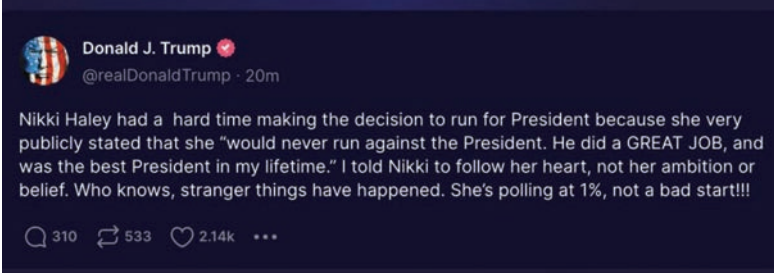 Donald J. Trump
@realDonaldTrump · 20m
Nikki Haley had a  hard time making the decision to run for President because she very
publicly stated that she “would never run against the President. He did a GREAT JOB, and
was the best President in my lifetime.” I told Nikki to follow her heart, not her ambition or
belief. Who knows, stranger things have happened. She’s polling at 1%, not a bad start!!!
310 533 2.14k